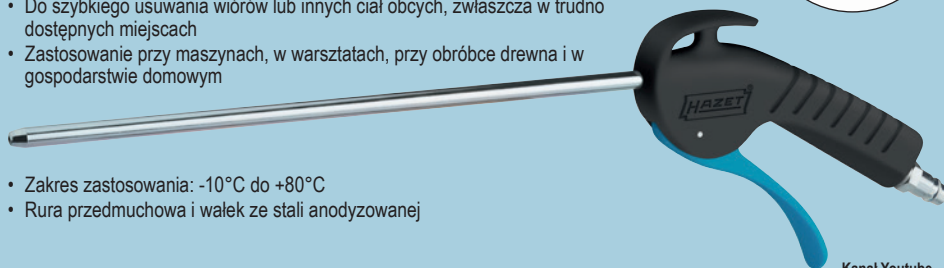 • Do szybkiego usuwania wiórów lub innych ciał obcych, zwłaszcza w trudno
dostępnych miejscach
• Zastosowanie przy maszynach, w warsztatach, przy obróbce drewna i w
gospodarstwie domowym
HAZET
• Zakres zastosowania: -10°C do +80°C
• Rura przedmuchowa i wałek ze stali anodyzowanej
Kanał Youtube